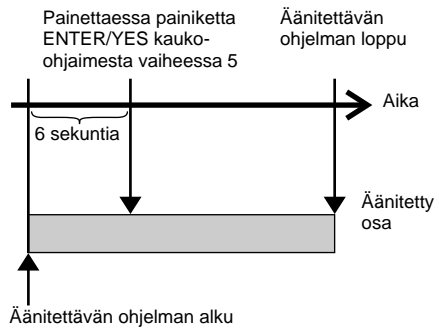 Painettaessa painiketta
ENTER/YES kauko-
ohjaimesta vaiheessa 5
Äänitettävän
ohjelman loppu
Aika
6 sekuntia
Äänitetty
osa
Äänitettävän ohjelman alku